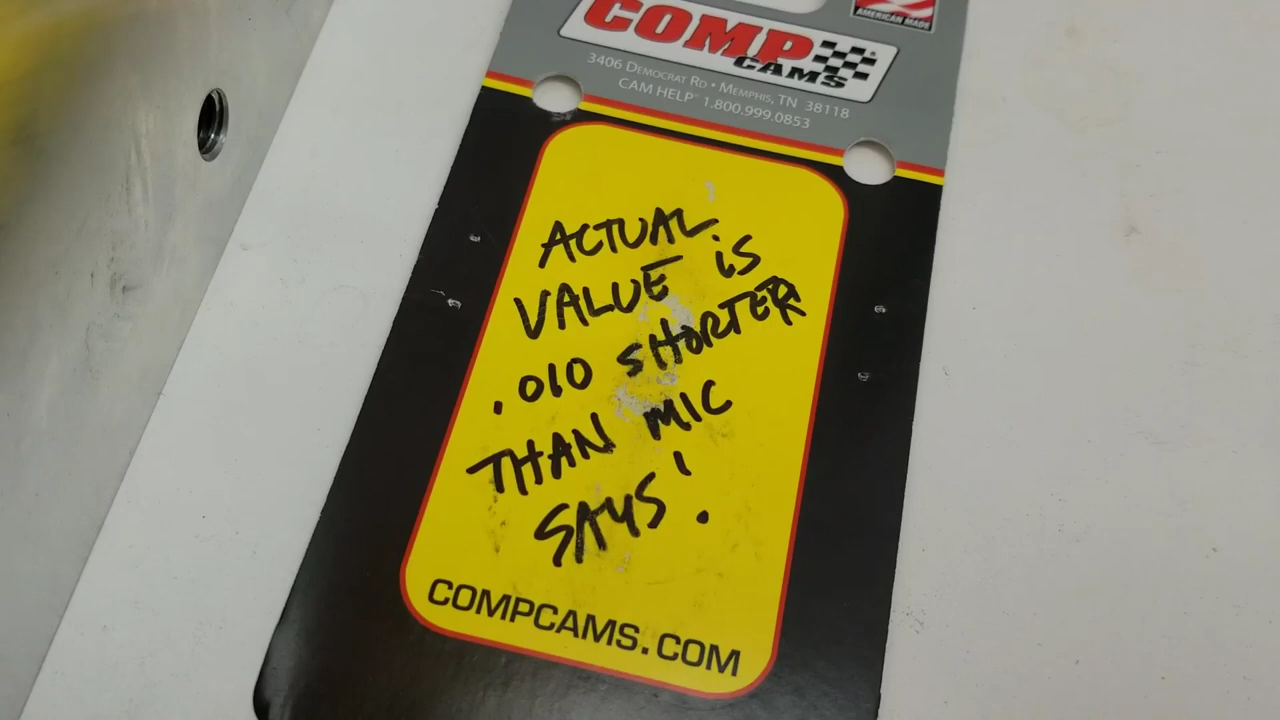 COMP
CAMS
AMERICAN MADE
3406 DEMOCRAT RD • MEMPHIS, TN 38118
CAM HELP® 1.800.999.0853
ACTUAL
VALUE iS
.010 SHORTER
THAN MIC
SAYS!
COMPCAMS.COM